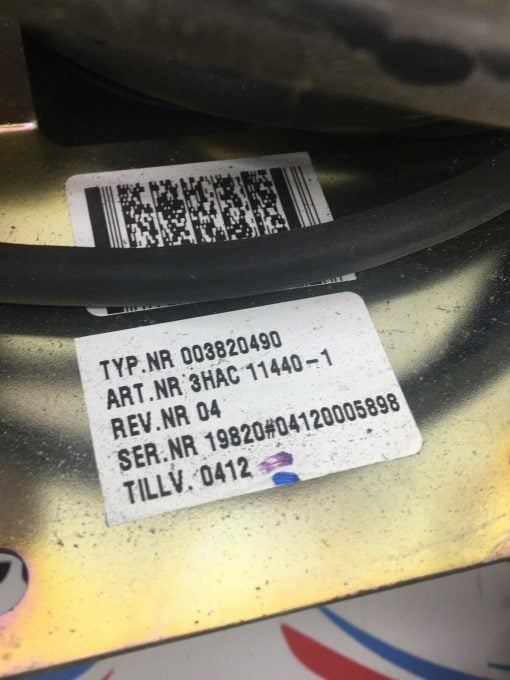 TYP.NR 003820490
ART.NR 3HAC 11440-1
REV.NR 04
SER.NR 19820#04120005898
TILLV. 0412